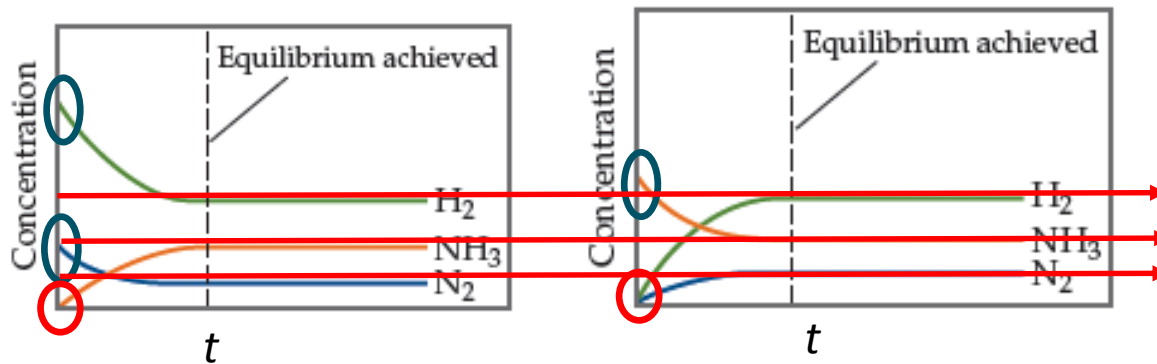 Concentration
Equilibrium achieved
H2
NH3
N2
t
Concentration
Equilibrium achieved
H2
NH3
N2
t